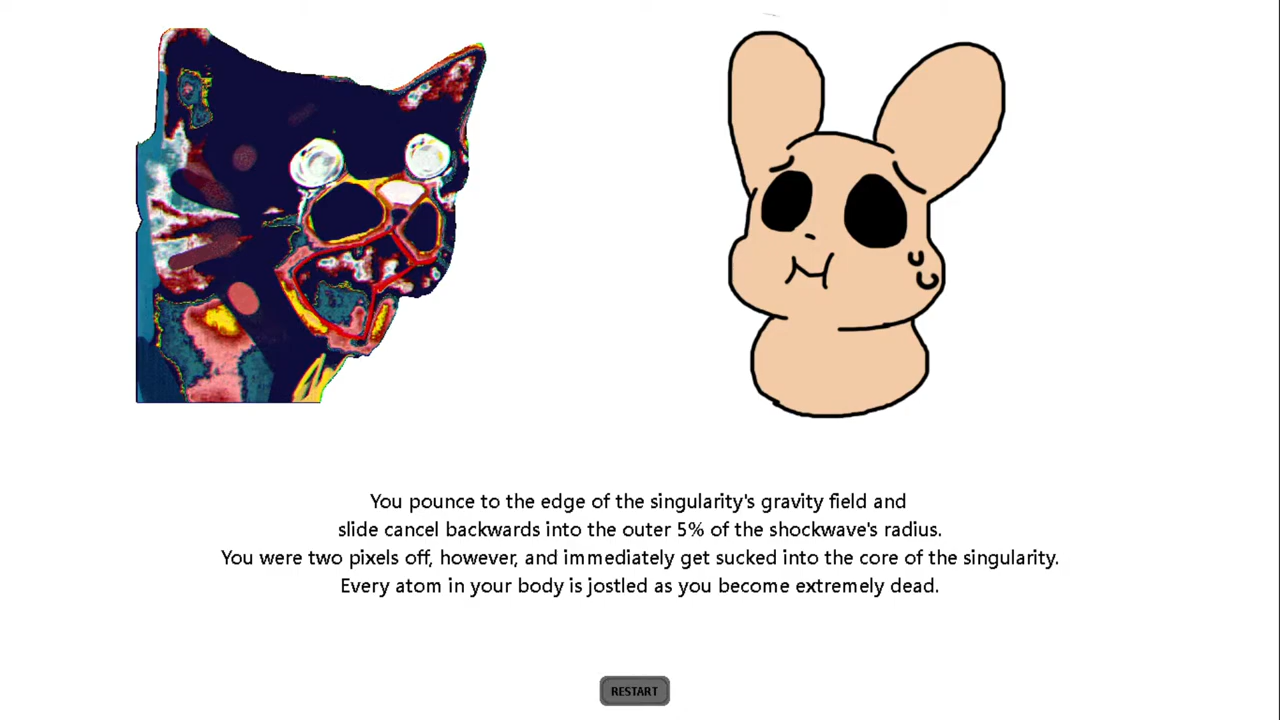 You pounce to the edge of the singularity's gravity field and
slide cancel backwards into the outer 5% of the shockwave's radius.
You were two pixels off, however, and immediately get sucked into the core of the singularity.
Every atom in your body is jostled as you become extremely dead.
RESTART